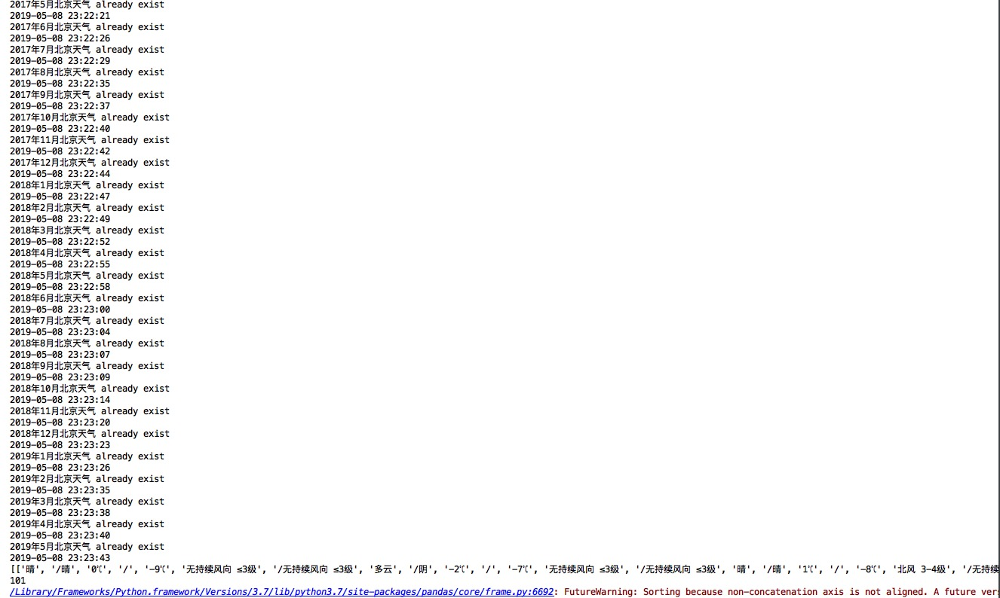 2017年5月北京天气 already exist
2019-05-08 23:22:21
2017年6月北京天气 already exist
2019-05-08 23:22:26
2017年7月北京天气 already exist
2019-05-08 23:22:29
2017年8月北京天气 already exist
2019-05-08 23:22:35
2017年9月北京天气 already exist
2019-05-08 23:22:37
2017年10月北京天气 already exist
2019-05-08 23:22:40
2017年11月北京天气 already exist
2019-05-08 23:22:42
2017年12月北京天气 already exist
2019-05-08 23:22:44
2018年1月北京天气 already exist
2019-05-08 23:22:47
2018年2月北京天气 already exist
2019-05-08 23:22:49
2018年3月北京天气 already exist
2019-05-08 23:22:52
2018年4月北京天气 already exist
2019-05-08 23:22:55
2018年5月北京天气 already exist
2019-05-08 23:22:58
2018年6月北京天气 already exist
2019-05-08 23:23:00
2018年7月北京天气 already exist
2019-05-08 23:23:04
2018年8月北京天气 already exist
2019-05-08 23:23:07
2018年9月北京天气 already exist
2019-05-08 23:23:09
2018年10月北京天气 already exist
2019-05-08 23:23:14
2018年11月北京天气 already exist
2019-05-08 23:23:20
2018年12月北京天气 already exist
2019-05-08 23:23:23
2019年1月北京天气 already exist
2019-05-08 23:23:26
2019年2月北京天气 already exist
2019-05-08 23:23:35
2019年3月北京天气 already exist
2019-05-08 23:23:38
2019年4月北京天气 already exist
2019-05-08 23:23:40
2019年5月北京天气 already exist
2019-05-08 23:23:43
[['晴', '/晴', '0℃', '/', '-9℃', '无持续风向 ≤3级', '/无持续风向 ≤3级', '多云', '/阴', '-2℃', '/', '-7℃', '无持续风向 ≤3级', '/无持续风向 ≤3级', '晴', '/晴', '1℃', '/', '-8℃', '北风 3-4级', '/无持续
101
/Library/Frameworks/Python.framework/Versions/3.7/lib/python3.7/site-packages/pandas/core/frame.py:6692: FutureWarning: Sorting because non-concatenation axis is not aligned. A future vers